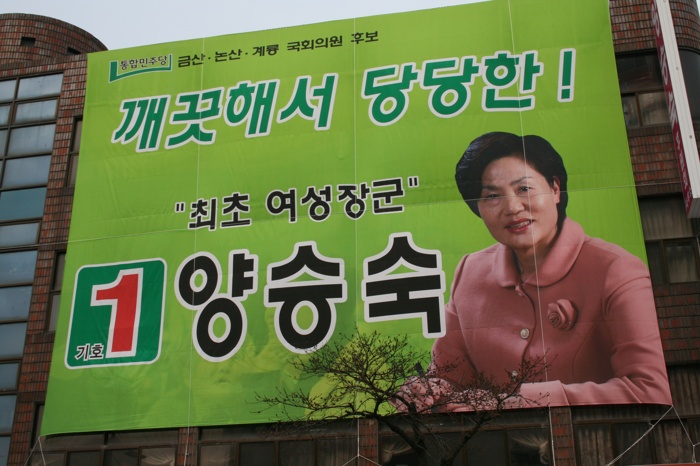 통합민주당 금산·논산·계룡 국회의원 후보
깨끗해서 당당한!
"최초 여성장군"
기호 1 양승숙